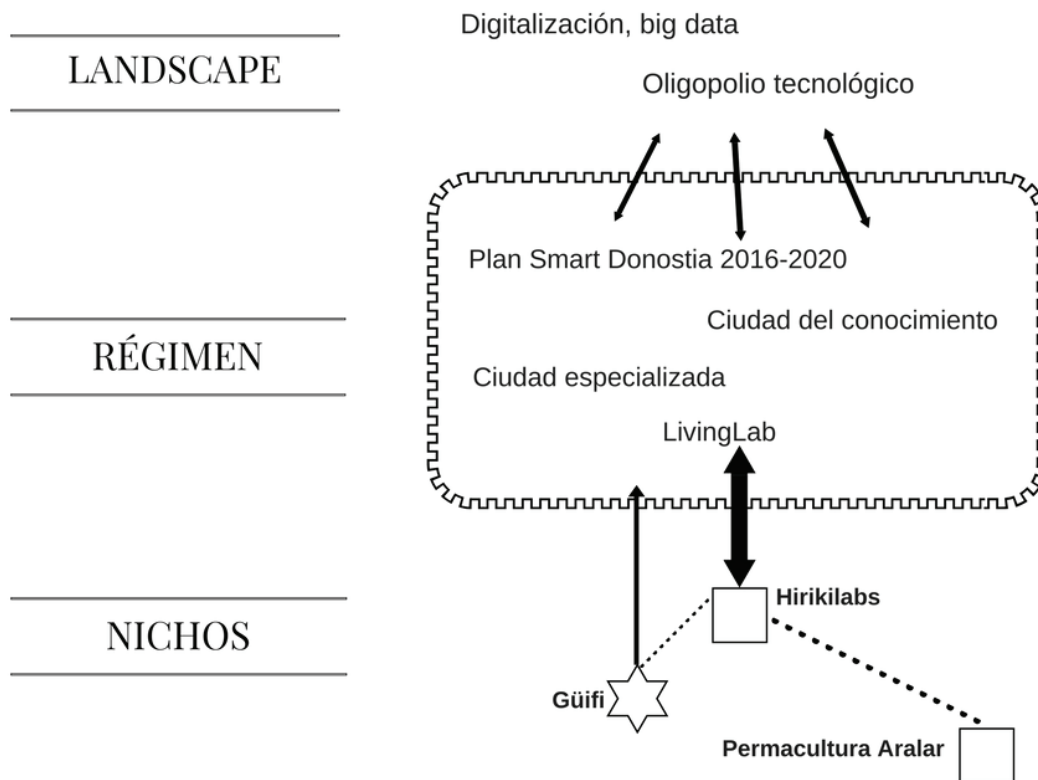 Digitalización, big data
LANDSCAPE
Oligopolio tecnológico
Plan Smart Donostia 2016-2020
Ciudad del conocimiento
RÉGIMEN
Ciudad especializada
LivingLab
Hirikilabs
NICHOS
Güifi
Permacultura Aralar